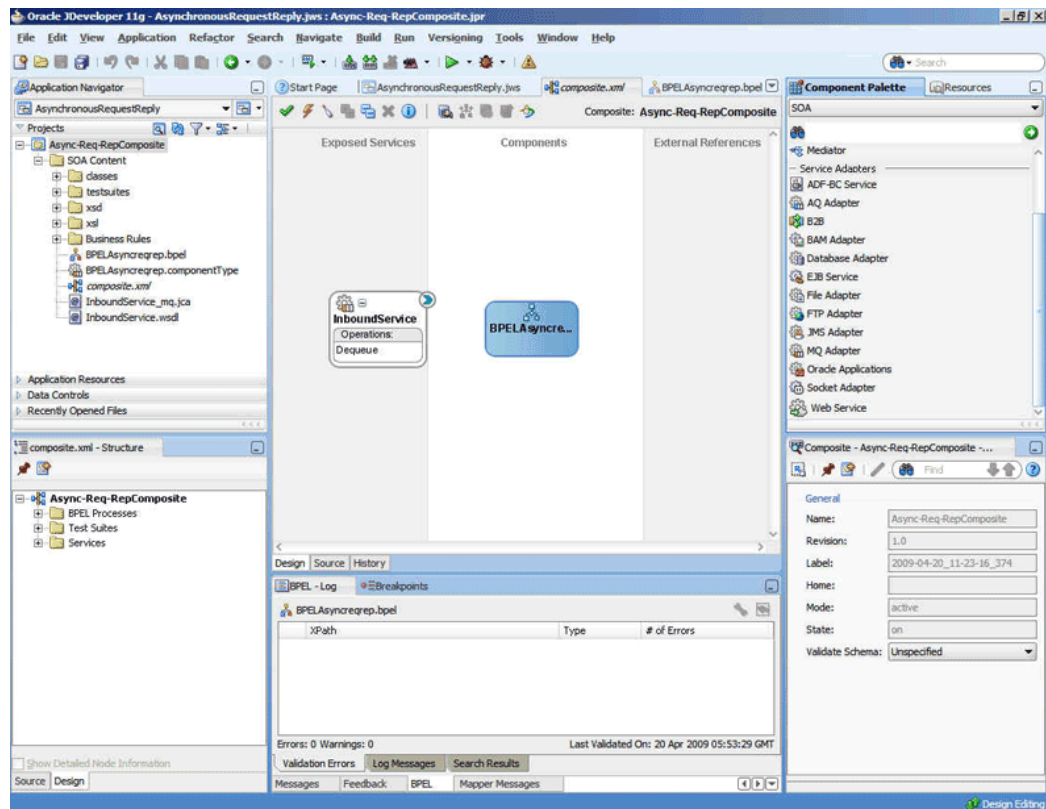 Oracle JDeveloper 11g - AsynchronousRequestReply.jws : Async-Req-RepComposite.jpr
File Edit View Application Refactor Search Navigate Build Run Versioning Tools Window Help
Search
Application Navigator
AsynchronousRequestReply
Projects
Async-Req-RepComposite
SOA Content
classes
testsuites
xsd
xsl
Business Rules
BPELAsyncreqrep.bpel
BPELAsyncreqrep.componentType
composite.xml
InboundService_mq.jca
InboundService.wsdl
Application Resources
Data Controls
Recently Opened Files
composite.xml - Structure
Async-Req-RepComposite
BPEL Processes
Test Suites
Services
Show Detailed Node Information
Source Design
Start Page AsynchronousRequestReply.jws composite.xml BPELAsyncreqrep.bpel
Composite: Async-Req-RepComposite
Exposed Services Components External References
InboundService
Operations:
Dequeue
BPELAsyncre...
Design Source History
BPEL - Log Breakpoints
BPELAsyncreqrep.bpel
XPath Type # of Errors
Errors: 0 Warnings: 0 Last Validated On: 20 Apr 2009 05:53:29 GMT
Validation Errors Log Messages Search Results
Messages Feedback BPEL Mapper Messages
Component Palette Resources
SOA
Mediator
Service Adapters
ADF-BC Service
AQ Adapter
B2B
BAM Adapter
Database Adapter
EJB Service
File Adapter
FTP Adapter
JMS Adapter
MQ Adapter
Oracle Applications
Socket Adapter
Web Service
Composite - Async-Req-RepComposite -...
Find
General
Name: Async-Req-RepComposite
Revision: 1.0
Label: 2009-04-20_11-23-16_374
Home:
Mode: active
State: on
Validate Schema: Unspecified
Design Editing